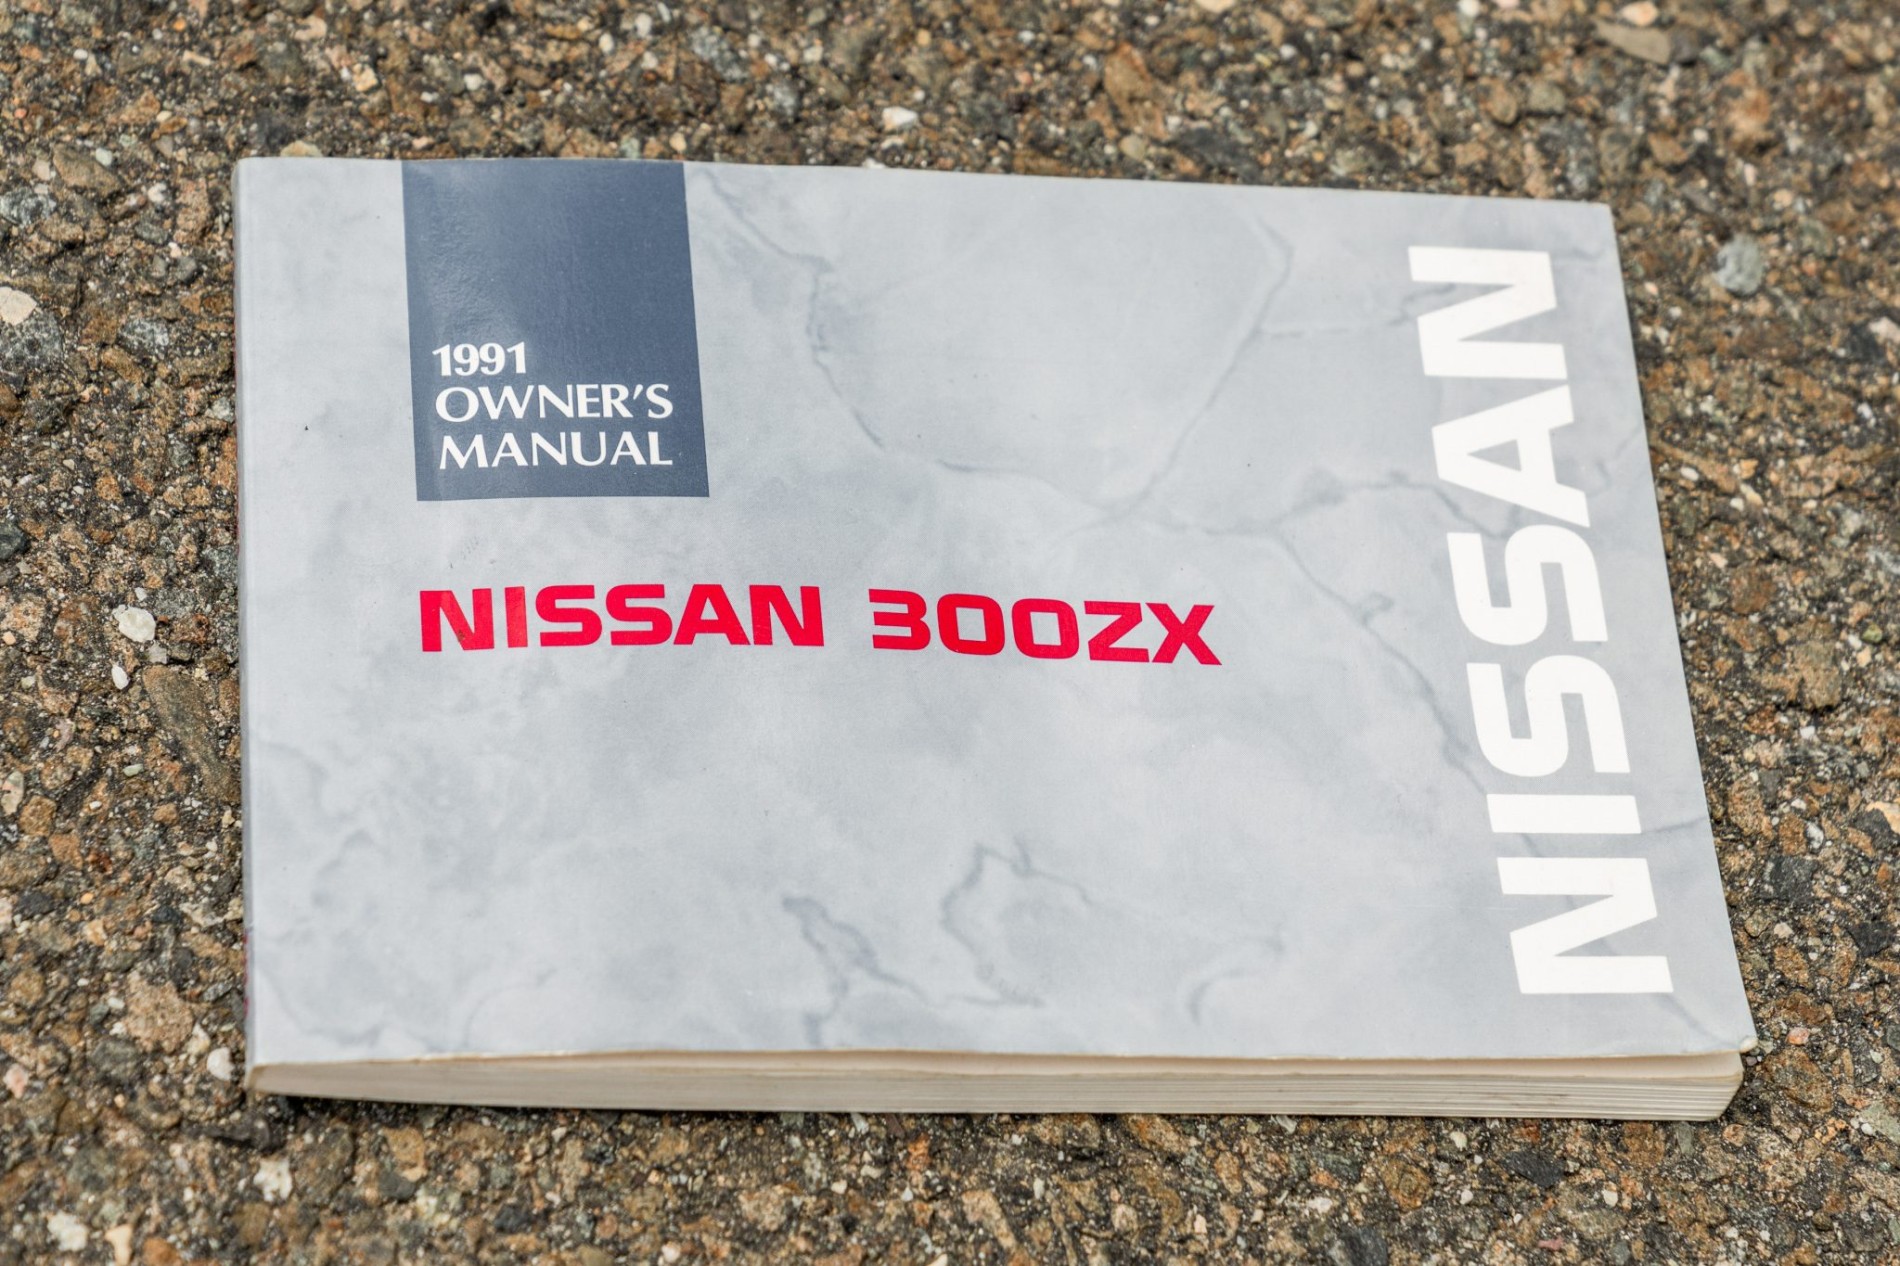 1991
OWNER'S
MANUAL
NISSAN 300ZX
NISSAN